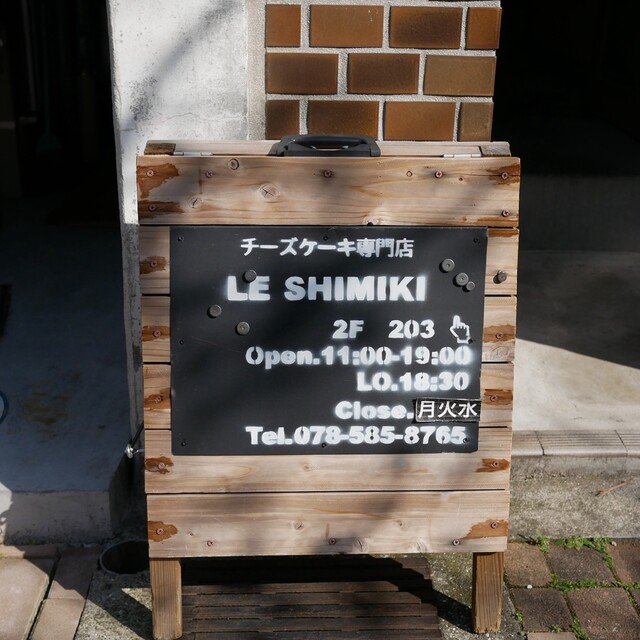 チーズケーキ専門店
LE SHIMIKI
2F 203
Open.11:00-19:00
LO.18:30
Close.月火水
Tel.078-585-8765